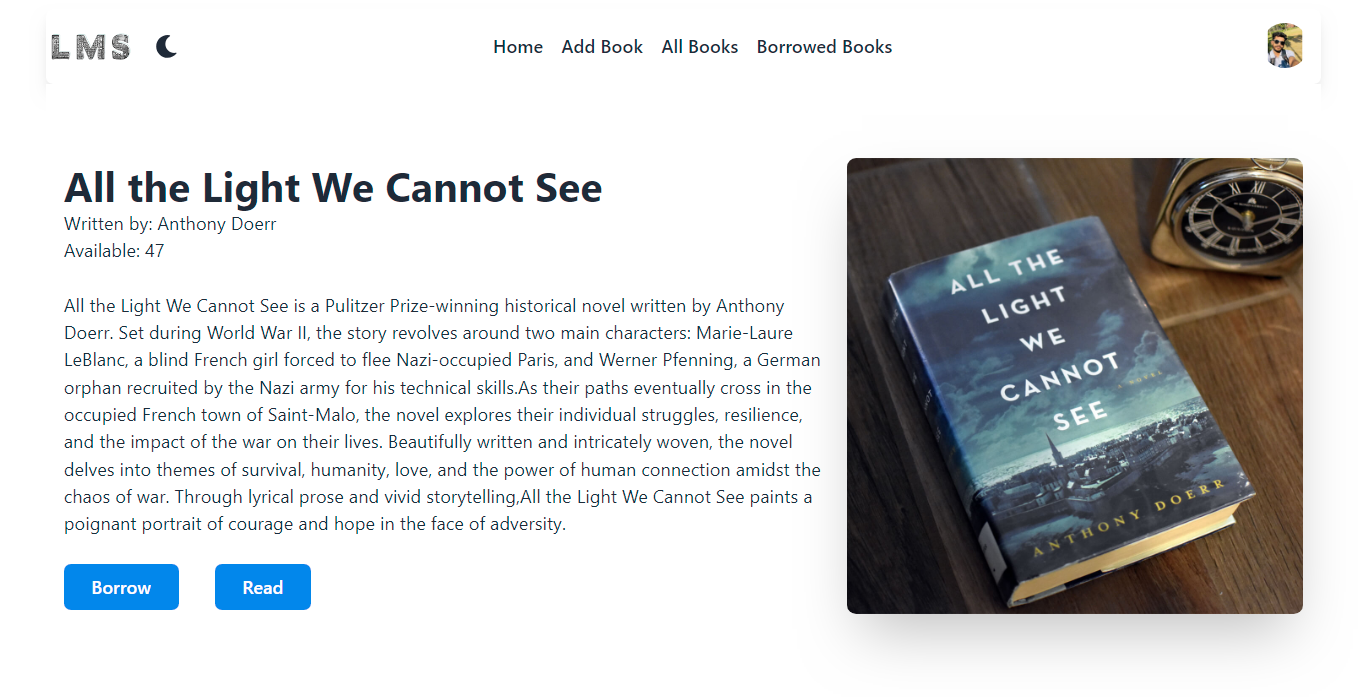 LMS
Home Add Book All Books Borrowed Books
All the Light We Cannot See
Written by: Anthony Doerr
Available: 47
All the Light We Cannot See is a Pulitzer Prize-winning historical novel written by Anthony
Doerr. Set during World War II, the story revolves around two main characters: Marie-Laure
LeBlanc, a blind French girl forced to flee Nazi-occupied Paris, and Werner Pfenning, a German
orphan recruited by the Nazi army for his technical skills.As their paths eventually cross in the
occupied French town of Saint-Malo, the novel explores their individual struggles, resilience,
and the impact of the war on their lives. Beautifully written and intricately woven, the novel
delves into themes of survival, humanity, love, and the power of human connection amidst the
chaos of war. Through lyrical prose and vivid storytelling,All the Light We Cannot See paints a
poignant portrait of courage and hope in the face of adversity.
Borrow Read
ALL THE
LIGHT
WE
CANNOT
A NOVEL
SEE
ANTHONY DOERR